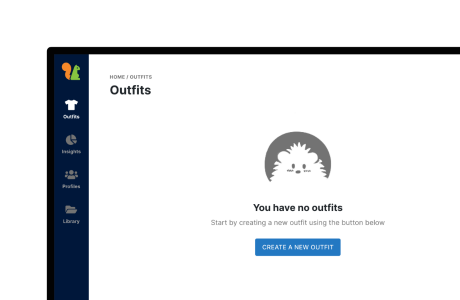 HOME / OUTFITS
Outfits
Outfits
Insights
Profiles
Library
You have no outfits
Start by creating a new outfit using the button below
CREATE A NEW OUTFIT